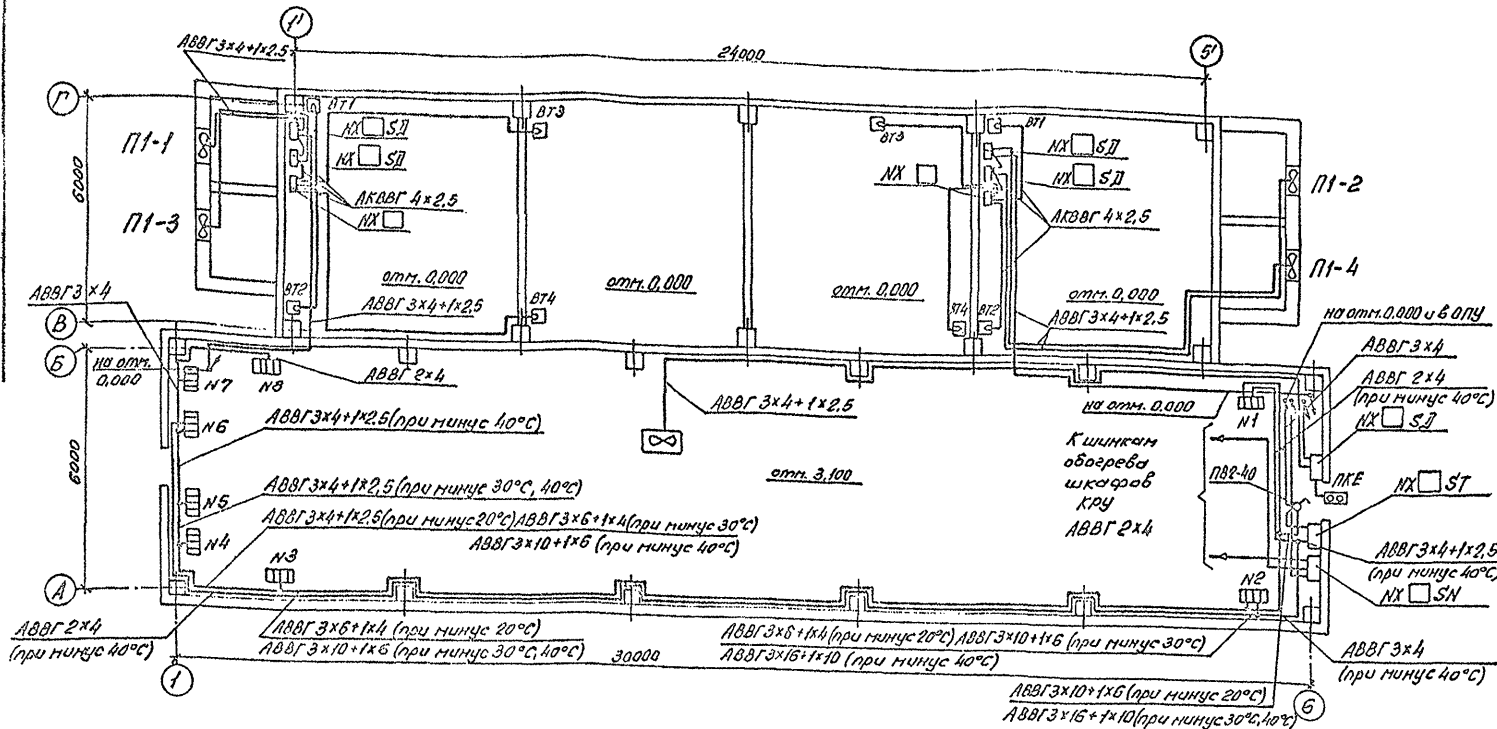 1'
5'
24000
АВВГ 3×4+1×2,5
Г
6000
П1-1
П1-3
ВТ1
NX SД
NX SД
АКВВГ 4×2,5
NX
ВТ3
ВТ3
ВТ1
NX SД
NX SД
NX
АКВВГ 4×2,5
П1-2
П1-4
ВТ2
ВТ4
ВТ4
ВТ2
отм. 0,000
отм. 0,000
отм. 0,000
отм. 0,000
АВВГ 3×4+1×2,5
АВВГ 3×4+1×2,5
АВВГ 3×4
В
Б
на отм.
0,000
N7
N8
АВВГ 2×4
N6
АВВГ 3×4+1×2,5 (при минус 40°С)
6000
АВВГ 3×4+1×2,5
на отм. 0.000
на отм. 0.000 и в ОПУ
АВВГ 3×4
АВВГ 2×4
(при минус 40°С)
NX SД
N1
К шинкам
обогрева
шкафов
КРУ
АВВГ 2×4
ПВ2-40
ПКЕ
NX SТ
отм. 3,100
N5
АВВГ 3×4+1×2,5 (при минус 30°С, 40°С)
N4
АВВГ 3×4+1×2,5 (при минус 20°С) АВВГ 3×6+1×4 (при минус 30°С)
АВВГ 3×10+1×6 (при минус 40°С)
N3
N2
АВВГ 3×4+1×2,5
(при минус 40°С)
NX SN
А
АВВГ 2×4
(при минус 40°С)
АВВГ 3×6+1×4 (при минус 20°С)
АВВГ 3×10+1×6 (при минус 30°С, 40°С)
30000
АВВГ 3×6+1×4 (при минус 20°С) АВВГ 3×10+1×6 (при минус 30°С)
АВВГ 3×16+1×10 (при минус 40°С)
АВВГ 3×4
(при минус 40°С)
1
6
АВВГ 3×10+1×6 (при минус 20°С)
АВВГ 3×16+1×10 (при минус 30°С, 40°С)